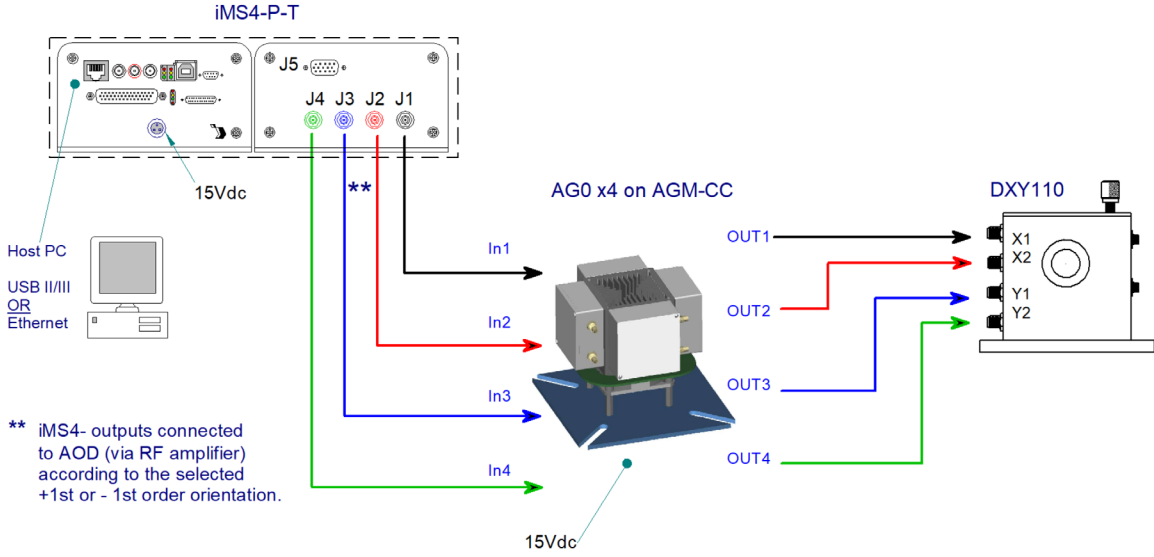 iMS4-P-T
J5
J4 J3 J2 J1
15Vdc
**
AG0 x4 on AGM-CC
DXY110
Host PC
USB II/III
OR
Ethernet
In1
In2
In3
In4
OUT1
OUT2
OUT3
OUT4
X1
X2
Y1
Y2
** iMS4- outputs connected
to AOD (via RF amplifier)
according to the selected
+1st or - 1st order orientation.
15Vdc